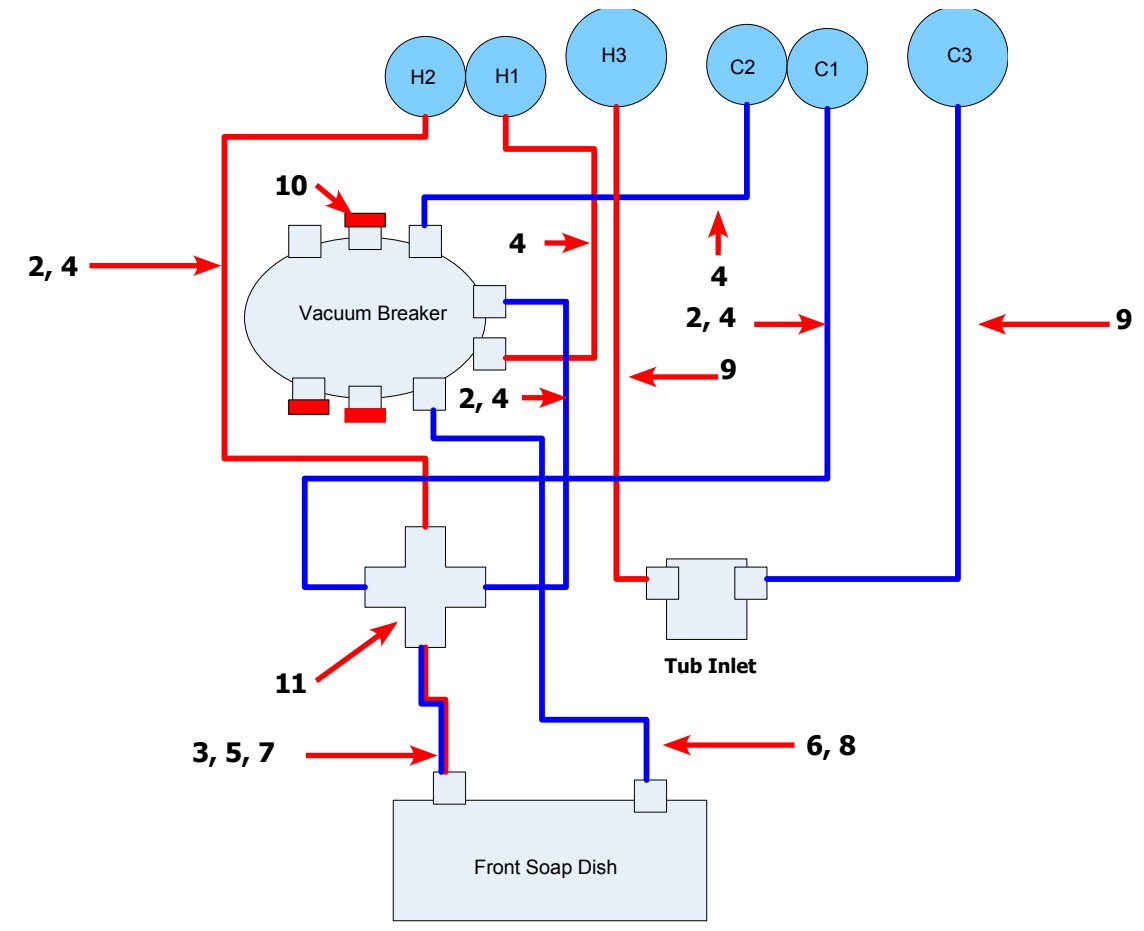 H2
H1
H3
C2
C1
C3
10
2, 4
4
4
2, 4
9
Vacuum Breaker
9
2, 4
11
Tub Inlet
3, 5, 7
6, 8
Front Soap Dish